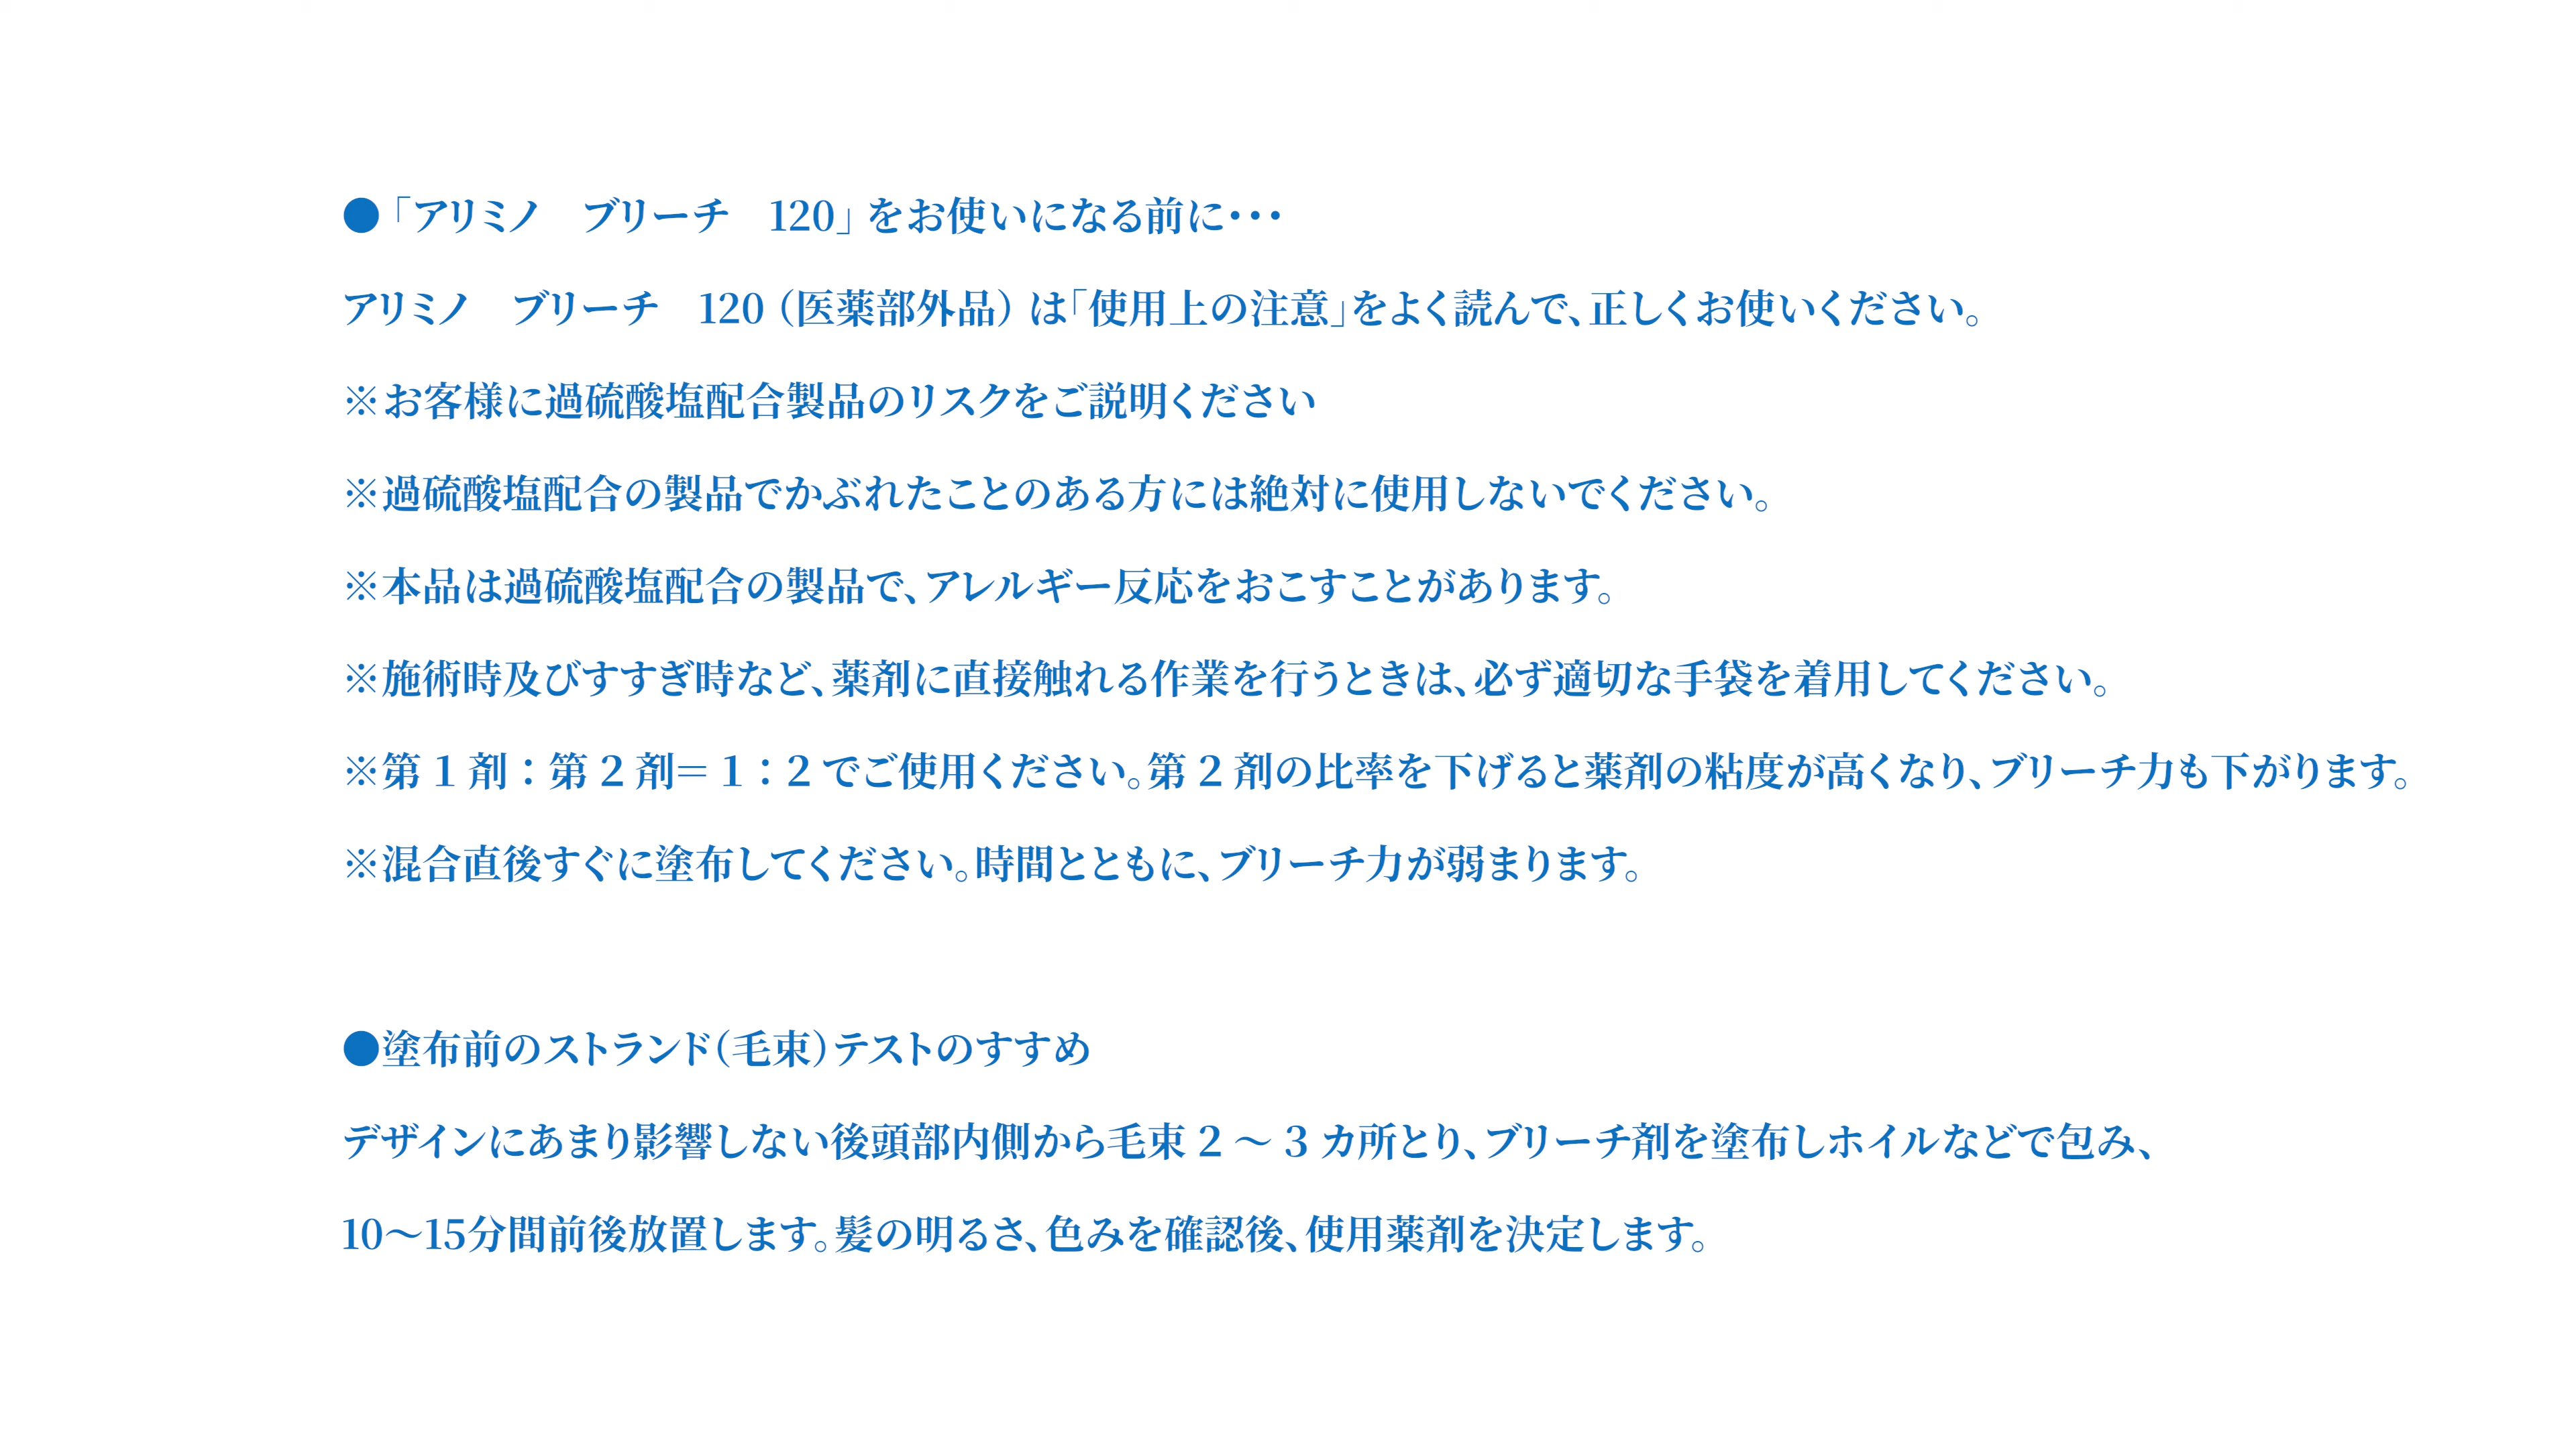 ●「アリミノ　ブリーチ　120」をお使いになる前に・・・
アリミノ　ブリーチ　120（医薬部外品）は「使用上の注意」をよく読んで、正しくお使いください。
※お客様に過硫酸塩配合製品のリスクをご説明ください
※過硫酸塩配合の製品でかぶれたことのある方には絶対に使用しないでください。
※本品は過硫酸塩配合の製品で、アレルギー反応をおこすことがあります。
※施術時及びすすぎ時など、薬剤に直接触れる作業を行うときは、必ず適切な手袋を着用してください。
※第 1 剤：第 2 剤＝ 1：2 でご使用ください。第 2 剤の比率を下げると薬剤の粘度が高くなり、ブリーチ力も下がります。
※混合直後すぐに塗布してください。時間とともに、ブリーチ力が弱まります。
●塗布前のストランド（毛束）テストのすすめ
デザインにあまり影響しない後頭部内側から毛束 2 ～ 3 カ所とり、ブリーチ剤を塗布しホイルなどで包み、
10～15分間前後放置します。髪の明るさ、色みを確認後、使用薬剤を決定します。